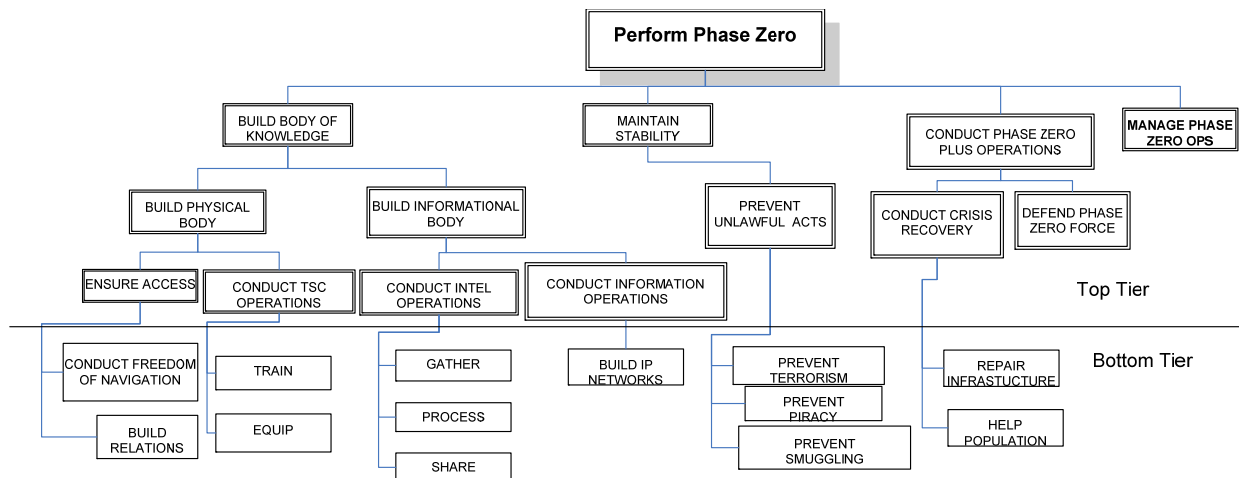 Perform Phase Zero
BUILD BODY OF
KNOWLEDGE
MAINTAIN
STABILITY
CONDUCT PHASE ZERO
PLUS OPERATIONS
MANAGE PHASE
ZERO OPS
BUILD PHYSICAL
BODY
BUILD INFORMATIONAL
BODY
PREVENT
UNLAWFUL ACTS
CONDUCT CRISIS
RECOVERY
DEFEND PHASE
ZERO FORCE
ENSURE ACCESS
CONDUCT TSC
OPERATIONS
CONDUCT INTEL
OPERATIONS
CONDUCT INFORMATION
OPERATIONS
Top Tier
Bottom Tier
CONDUCT FREEDOM
OF NAVIGATION
BUILD
RELATIONS
TRAIN
EQUIP
GATHER
PROCESS
SHARE
BUILD IP
NETWORKS
PREVENT
TERRORISM
PREVENT
PIRACY
PREVENT
SMUGGLING
REPAIR
INFRASTUCTURE
HELP
POPULATION